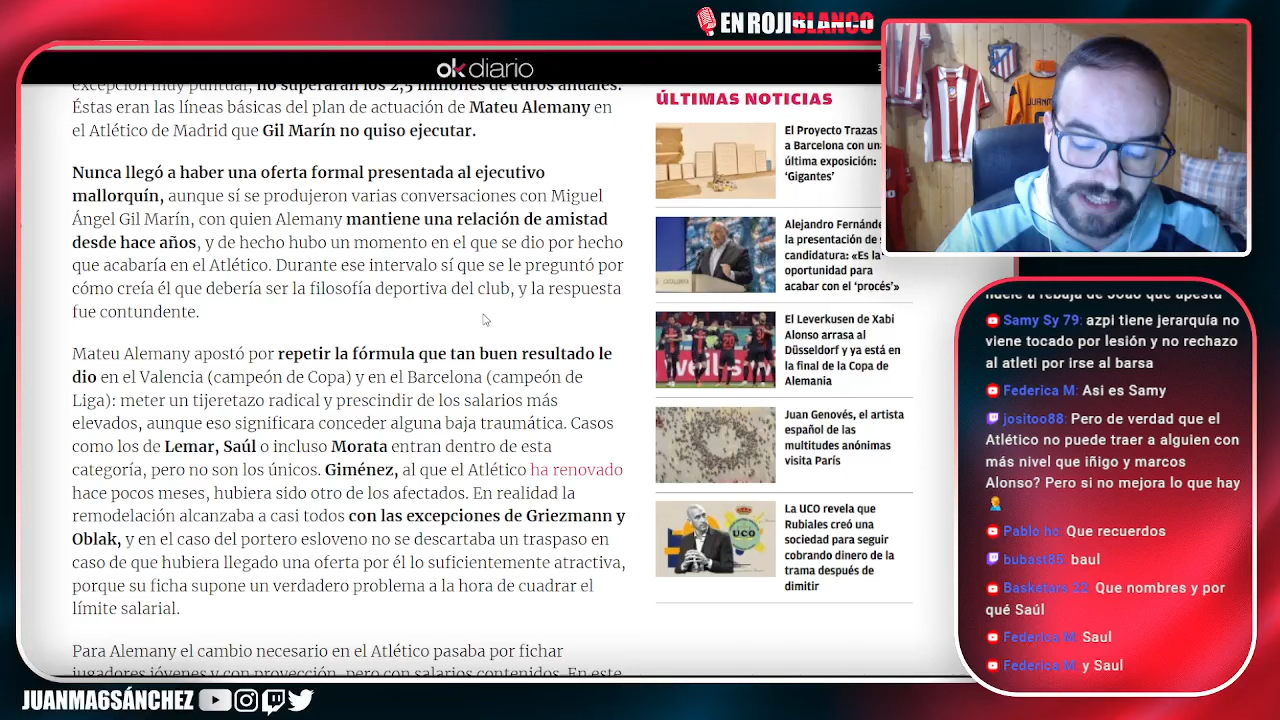 EN ROJIBLANCO
okdiario
excepción muy puntual, no superarán los 2,5 millones de euros anuales.
Éstas eran las líneas básicas del plan de actuación de Mateu Alemany en
el Atlético de Madrid que Gil Marín no quiso ejecutar.
Nunca llegó a haber una oferta formal presentada al ejecutivo
mallorquín, aunque sí se produjeron varias conversaciones con Miguel
Ángel Gil Marín, con quien Alemany mantiene una relación de amistad
desde hace años, y de hecho hubo un momento en el que se dio por hecho
que acabaría en el Atlético. Durante ese intervalo sí que se le preguntó por
cómo creía él que debería ser la filosofía deportiva del club, y la respuesta
fue contundente.
Mateu Alemany apostó por repetir la fórmula que tan buen resultado le
dio en el Valencia (campeón de Copa) y en el Barcelona (campeón de
Liga): meter un tijeretazo radical y prescindir de los salarios más
elevados, aunque eso significara conceder alguna baja traumática. Casos
como los de Lemar, Saúl o incluso Morata entran dentro de esta
categoría, pero no son los únicos. Giménez, al que el Atlético ha renovado
hace pocos meses, hubiera sido otro de los afectados. En realidad la
remodelación alcanzaba a casi todos con las excepciones de Griezmann y
Oblak, y en el caso del portero esloveno no se descartaba un traspaso en
caso de que hubiera llegado una oferta por él lo suficientemente atractiva,
porque su ficha supone un verdadero problema a la hora de cuadrar el
límite salarial.
Para Alemany el cambio necesario en el Atlético pasaba por fichar
jugadores jóvenes y con proyección, pero con salarios contenidos. En este
ÚLTIMAS NOTICIAS
El Proyecto Trazas
a Barcelona con una
última exposición:
‘Gigantes’
Alejandro Fernánde
la presentación de
candidatura: «Es la
oportunidad para
acabar con el ‘procés’»
El Leverkusen de Xabi
Alonso arrasa al
Düsseldorf y ya está en
la final de la Copa de
Alemania
Juan Genovés, el artista
español de las
multitudes anónimas
visita París
La UCO revela que
Rubiales creó una
sociedad para seguir
cobrando dinero de la
trama después de
dimitir
UCO
huele a rebaja de Joao que apesta
Samy Sy 79: azpi tiene jerarquía no
viene tocado por lesión y no rechazo
al atleti por irse al barsa
Federica M: Asi es Samy
jositoo88: Pero de verdad que el
Atlético no puede traer a alguien con
más nivel que iñigo y marcos
Alonso? Pero si no mejora lo que hay
Pablo hc: Que recuerdos
bubast85: baul
Basketars 22: Que nombres y por
qué Saúl
Federica M: Saul
Federica M: y Saul
JUANMA6SÁNCHEZ